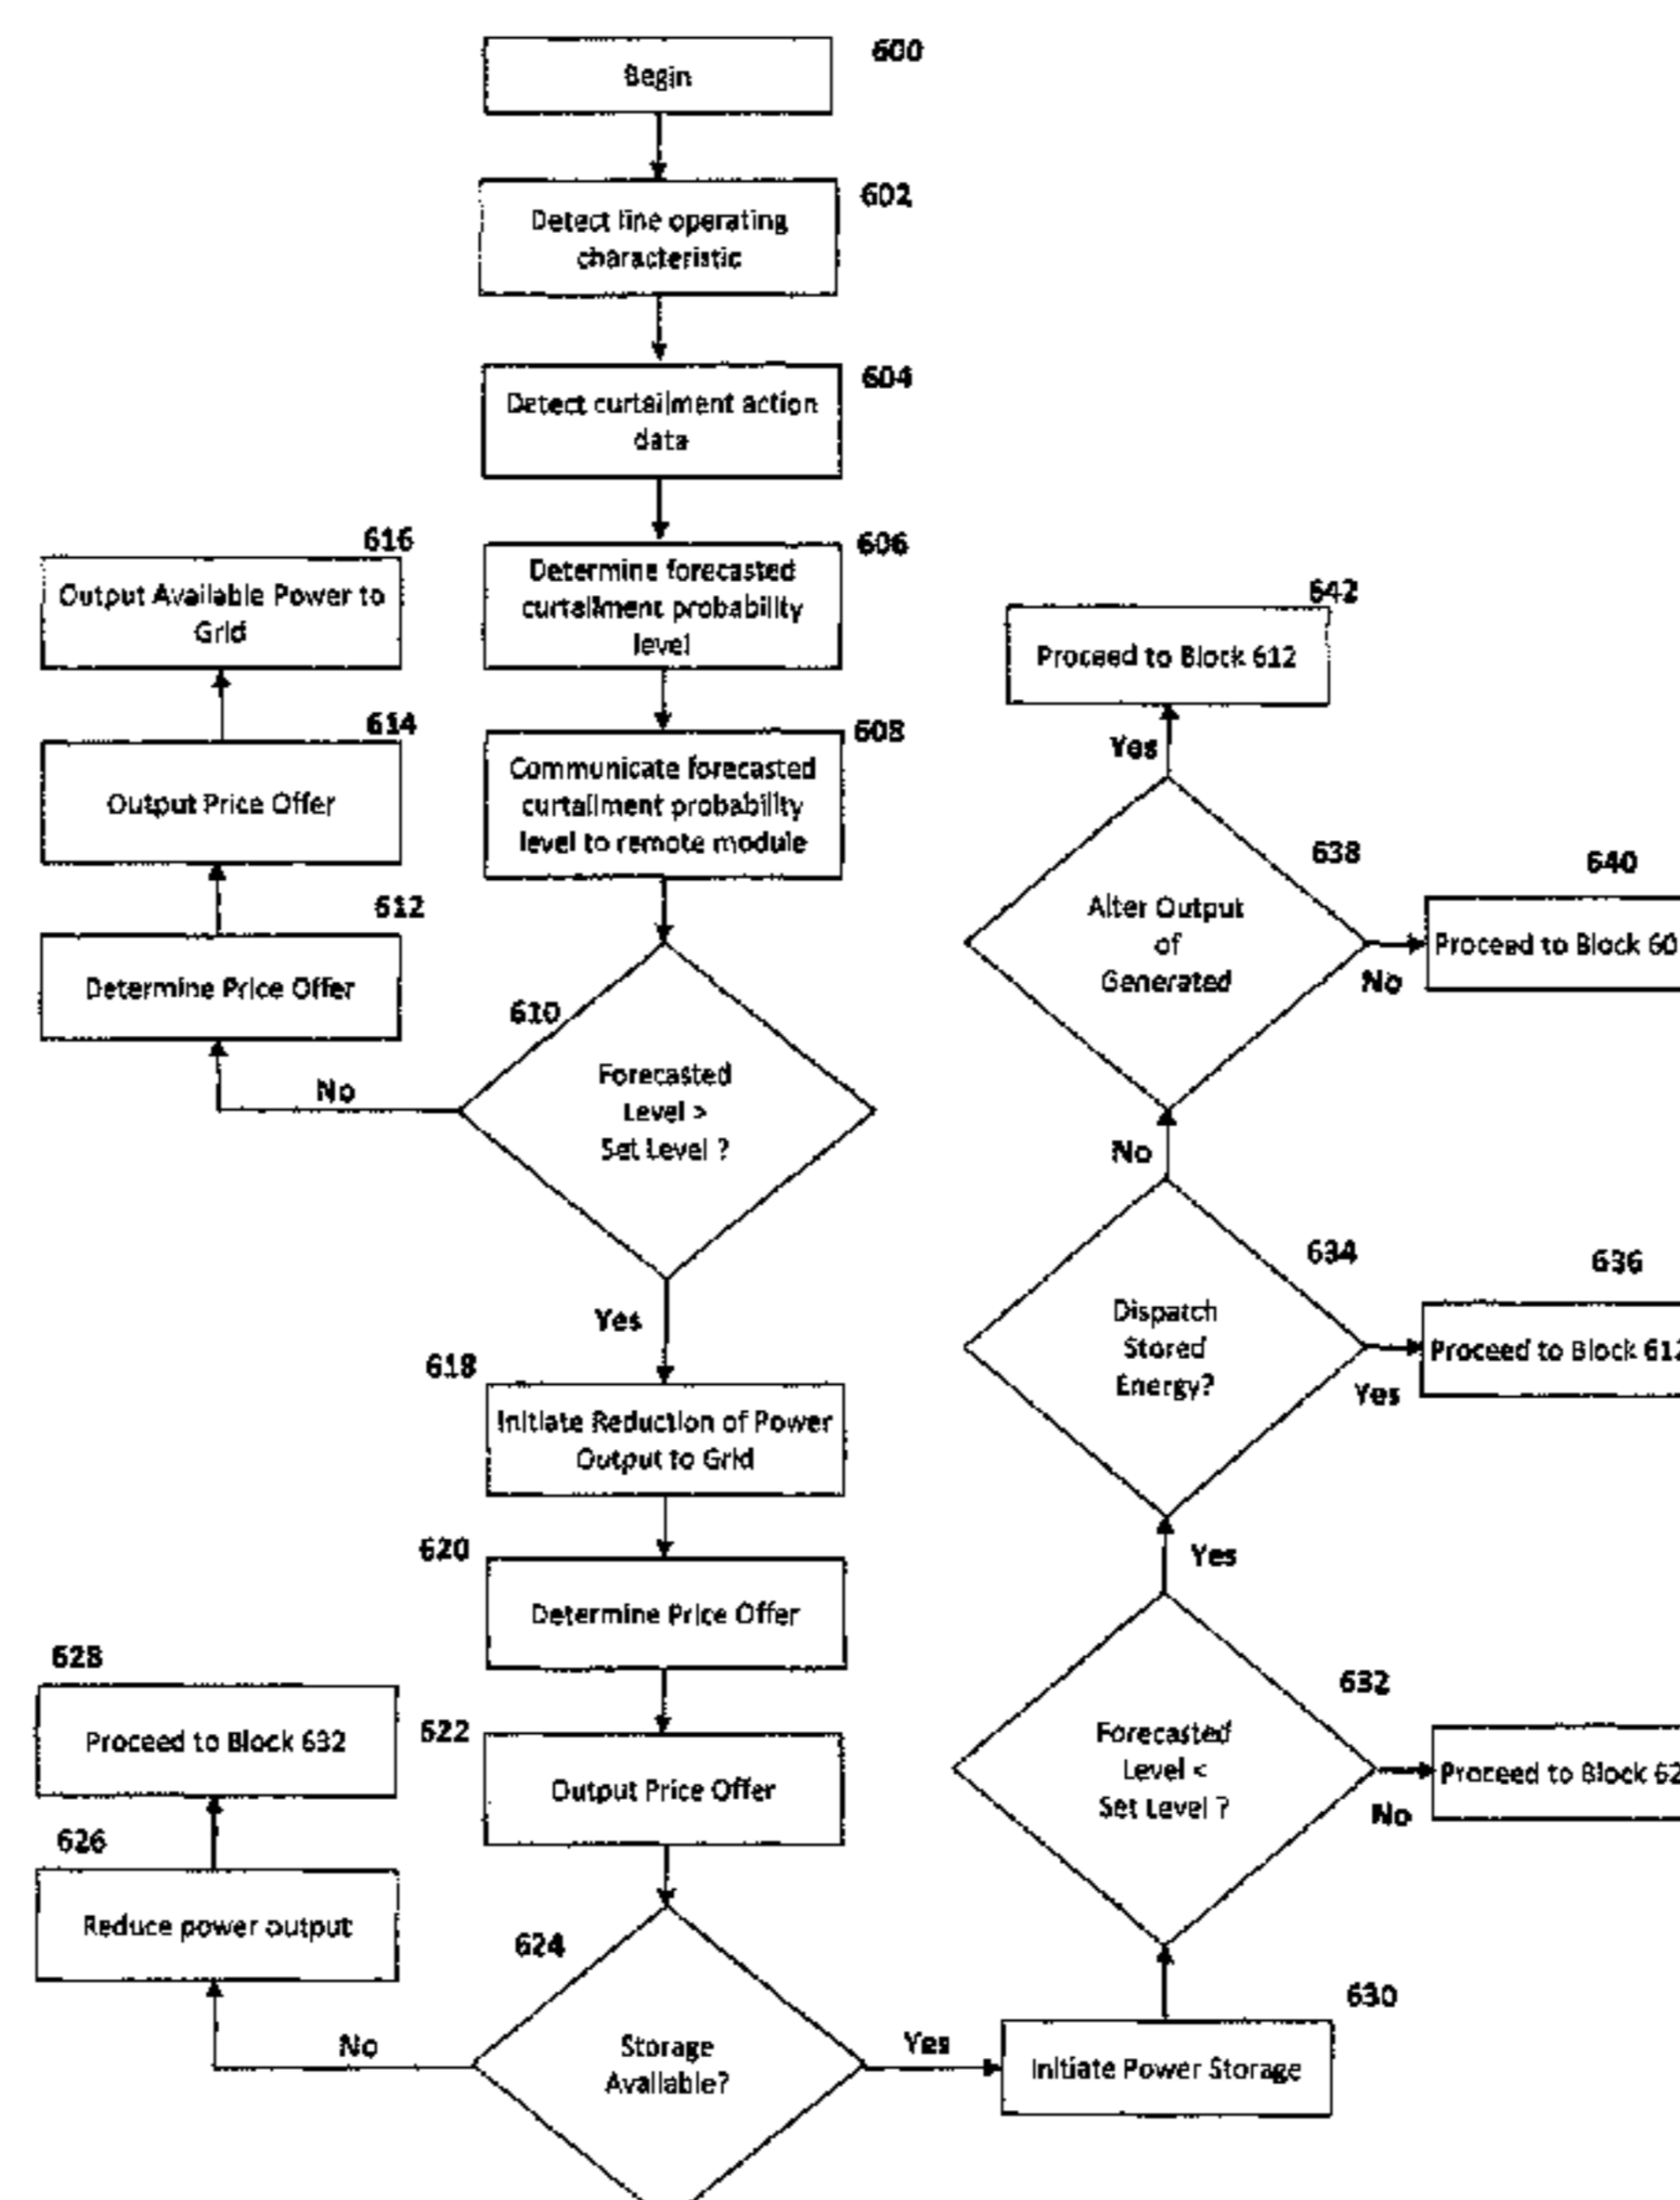 600
Begin
602
Detect line operating
characteristic
604
Detect curtailment action
data
606
Determine forecasted
curtailment probability
level
608
Communicate forecasted
curtailment probability
level to remote module
610
Forecasted
Level >
Set Level ?
No
612
Determine Price Offer
614
Output Price Offer
616
Output Available Power to
Grid
Yes
618
Initiate Reduction of Power
Output to Grid
620
Determine Price Offer
622
Output Price Offer
624
Storage
Available?
No
626
Reduce power output
628
Proceed to Block 632
Yes
630
Initiate Power Storage
632
Forecasted
Level <
Set Level ?
No
Proceed to Block
Yes
634
Dispatch
Stored
Energy?
Yes
636
Proceed to Block 612
No
638
Alter Output
of
Generated
No
640
Proceed to Block
Yes
642
Proceed to Block 612